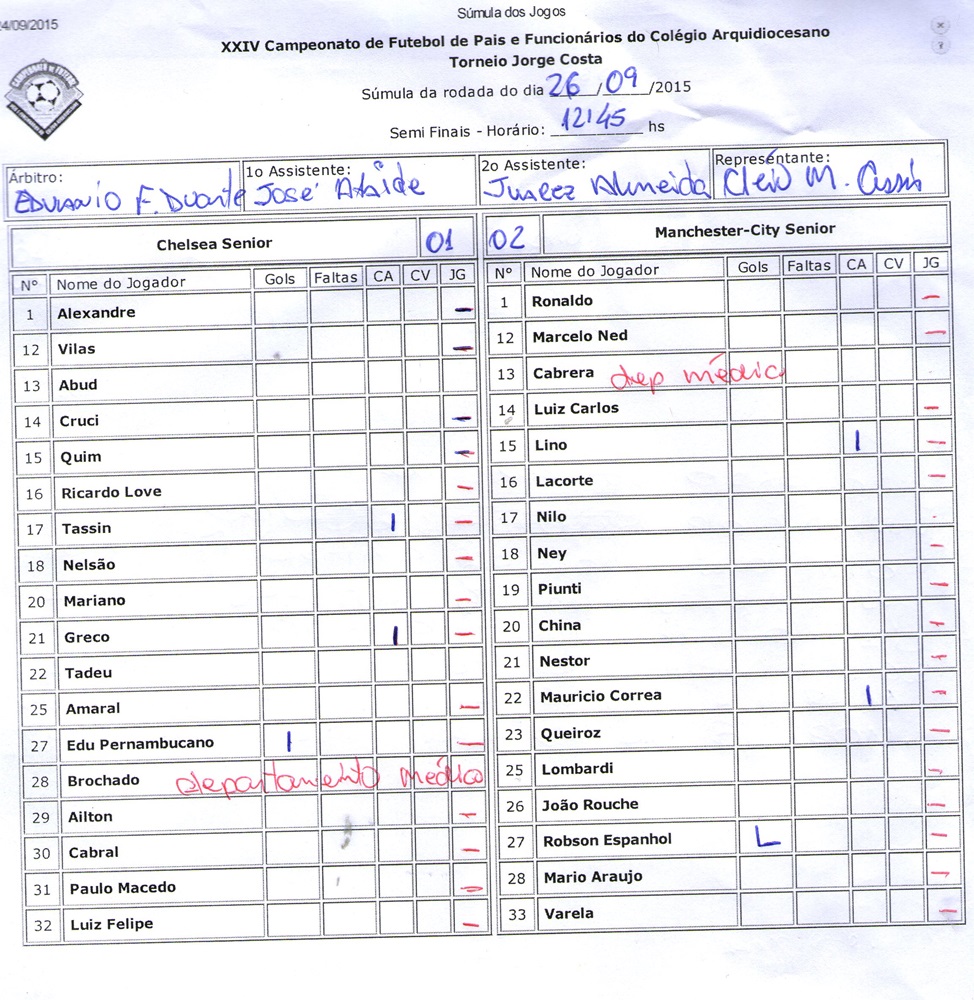 24/09/2015
Súmula dos Jogos
XXIV Campeonato de Futebol de Pais e Funcionários do Colégio Arquidiocesano
Torneio Jorge Costa
Súmula da rodada do dia 26/09/2015
Semi Finais - Horário: 12:45 hs
Árbitro: 1o Assistente: 2o Assistente: Representante:
F. Duarte José Ataide Juarez Almeida Cleio M. Assis
Chelsea Senior 01 02 Manchester-City Senior
Nº Nome do Jogador Gols Faltas CA CV JG Nº Nome do Jogador Gols Faltas CA CV JG
1 Alexandre — 1 Ronaldo —
12 Vilas — 12 Marcelo Ned —
13 Abud 13 Cabrera dep médico
14 Cruci — 14 Luiz Carlos —
15 Quim — 15 Lino | —
16 Ricardo Love — 16 Lacorte —
17 Tassin | — 17 Nilo
18 Nelsão — 18 Ney —
20 Mariano — 19 Piunti —
21 Greco | — 20 China —
22 Tadeu 21 Nestor —
25 Amaral — 22 Mauricio Correa | —
27 Edu Pernambucano | — 23 Queiroz —
28 Brochado departamento médico 25 Lombardi —
29 Ailton — 26 João Rouche —
30 Cabral — 27 Robson Espanhol L —
31 Paulo Macedo — 28 Mario Araujo —
32 Luiz Felipe — 33 Varela —